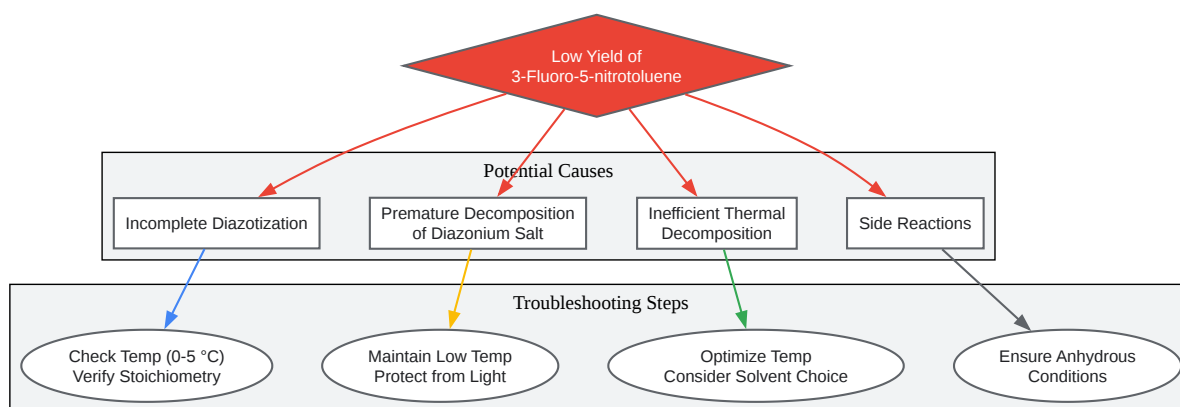 Low Yield of
3-Fluoro-5-nitrotoluene
Potential Causes
Incomplete Diazotization
Premature Decomposition
of Diazonium Salt
Inefficient Thermal
Decomposition
Side Reactions
Troubleshooting Steps
Check Temp (0-5 °C)
Verify Stoichiometry
Maintain Low Temp
Protect from Light
Optimize Temp
Consider Solvent Choice
Ensure Anhydrous
Conditions